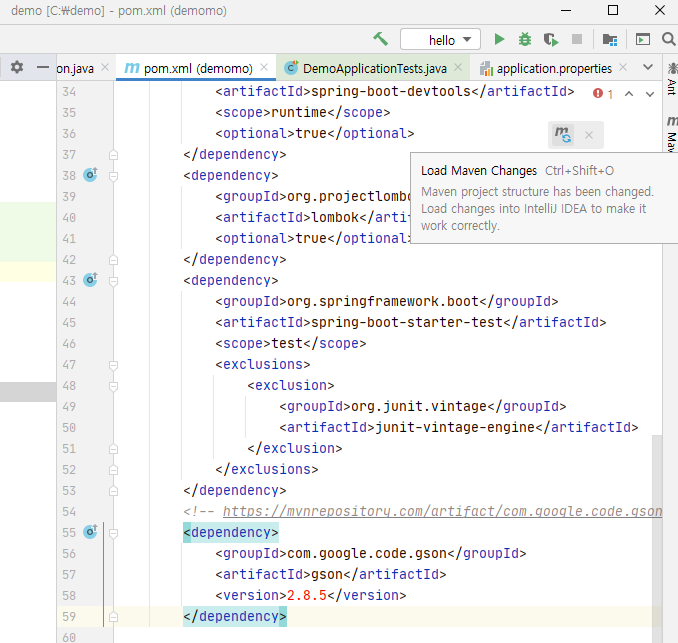 demo [C:₩demo] - pom.xml (demomo)
hello
on.java
pom.xml (demomo)
DemoApplicationTests.java
application.properties
34 <artifactId>spring-boot-devtools</artifactId>
1
35 <scope>runtime</scope>
36 <optional>true</optional>
37 </dependency>
38 <dependency>
39 <groupId>org.projectlombo
40 <artifactId>lombok</artif
41 <optional>true</optional>
42 </dependency>
43 <dependency>
44 <groupId>org.springframework.boot</groupId>
45 <artifactId>spring-boot-starter-test</artifactId>
46 <scope>test</scope>
47 <exclusions>
48 <exclusion>
49 <groupId>org.junit.vintage</groupId>
50 <artifactId>junit-vintage-engine</artifactId>
51 </exclusion>
52 </exclusions>
53 </dependency>
54 <!-- https://mvnrepository.com/artifact/com.google.code.gson
55 <dependency>
56 <groupId>com.google.code.gson</groupId>
57 <artifactId>gson</artifactId>
58 <version>2.8.5</version>
59 </dependency>
60
Load Maven Changes Ctrl+Shift+O
Maven project structure has been changed.
Load changes into IntelliJ IDEA to make it
work correctly.
Ant
m